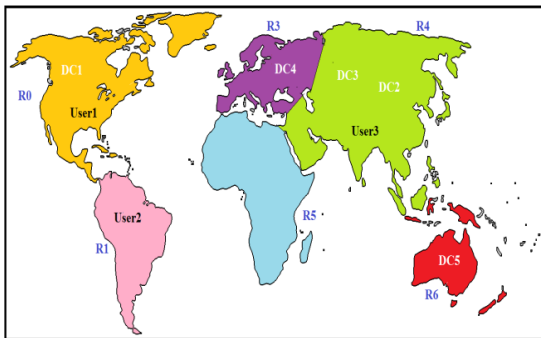 R3
R4
DC1
DC4
DC3
DC2
R0
User1
User3
User2
R5
R1
DC5
R6